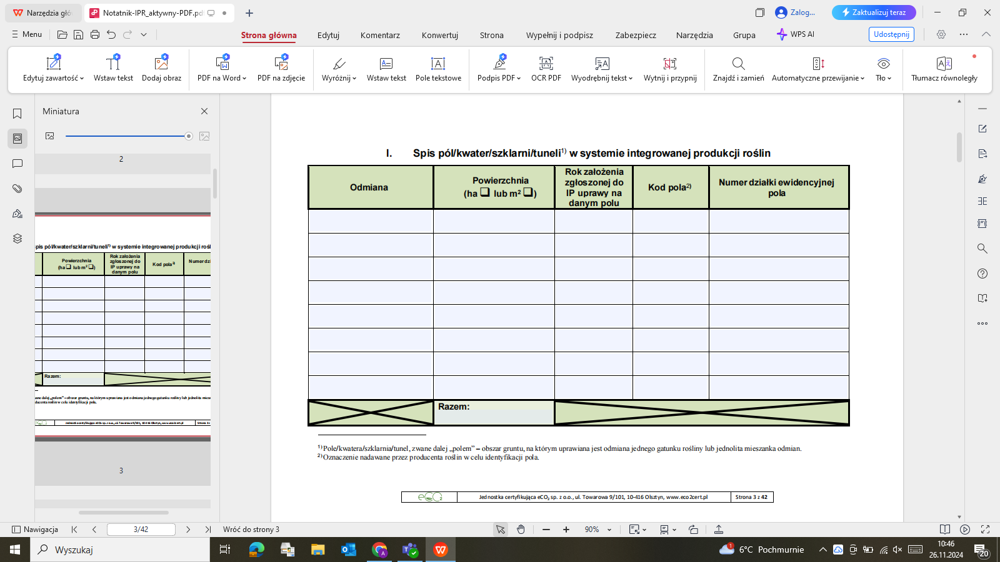 Narzędzia głó
Notatnik-IPR_aktywny-PDF.pd
Zalog...
Zaktualizuj teraz
Menu
Strona główna
Edytuj
Komentarz
Konwertuj
Strona
Wypełnij i podpisz
Zabezpiecz
Narzędzia
Grupa
WPS AI
Udostępnij
Edytuj zawartość
Wstaw tekst
Dodaj obraz
PDF na Word
PDF na zdjęcie
Wyróżnij
Wstaw tekst
Pole tekstowe
Podpis PDF
OCR PDF
Wyodrębnij tekst
Wytnij i przypnij
Znajdź i zamień
Automatyczne przewijanie
Tło
Tłumacz równoległy
Miniatura
2
spis pól/kwater/szklarni/tuneli1) w systemie integrowanej produkcji rośl
Powierzchnia
(ha ❑ lub m² ❑)
Rok założenia
zgłoszonej do
IP uprawy na
danym polu
Kod pola2)
Numer dzi
Razem:
wane dalej „polem” – obszar gruntu, na którym uprawiana jest odmiana jednego gatunku rośliny lub jednolita miesz
ducenta roślin w celu identyfikacji pola.
Jednostka certyfikująca eCO₂ sp. z o.o., ul. Towarowa 9/101, 10-416 Olsztyn, www.eco2cert.pl
Strona 3 z
3
I. Spis pól/kwater/szklarni/tuneli1) w systemie integrowanej produkcji roślin
Odmiana
Powierzchnia
(ha ❑ lub m² ❑)
Rok założenia
zgłoszonej do
IP uprawy na
danym polu
Kod pola2)
Numer działki ewidencyjnej
pola
Razem:
1) Pole/kwatera/szklarnia/tunel, zwane dalej „polem” – obszar gruntu, na którym uprawiana jest odmiana jednego gatunku rośliny lub jednolita mieszanka odmian.
2) Oznaczenie nadawane przez producenta roślin w celu identyfikacji pola.
eCO2
Jednostka certyfikująca eCO₂ sp. z o.o., ul. Towarowa 9/101, 10-416 Olsztyn, www.eco2cert.pl
Strona 3 z 42
Nawigacja
3/42
Wróć do strony 3
90%
Wyszukaj
1
6°C Pochmurnie
10:46
26.11.2024
20